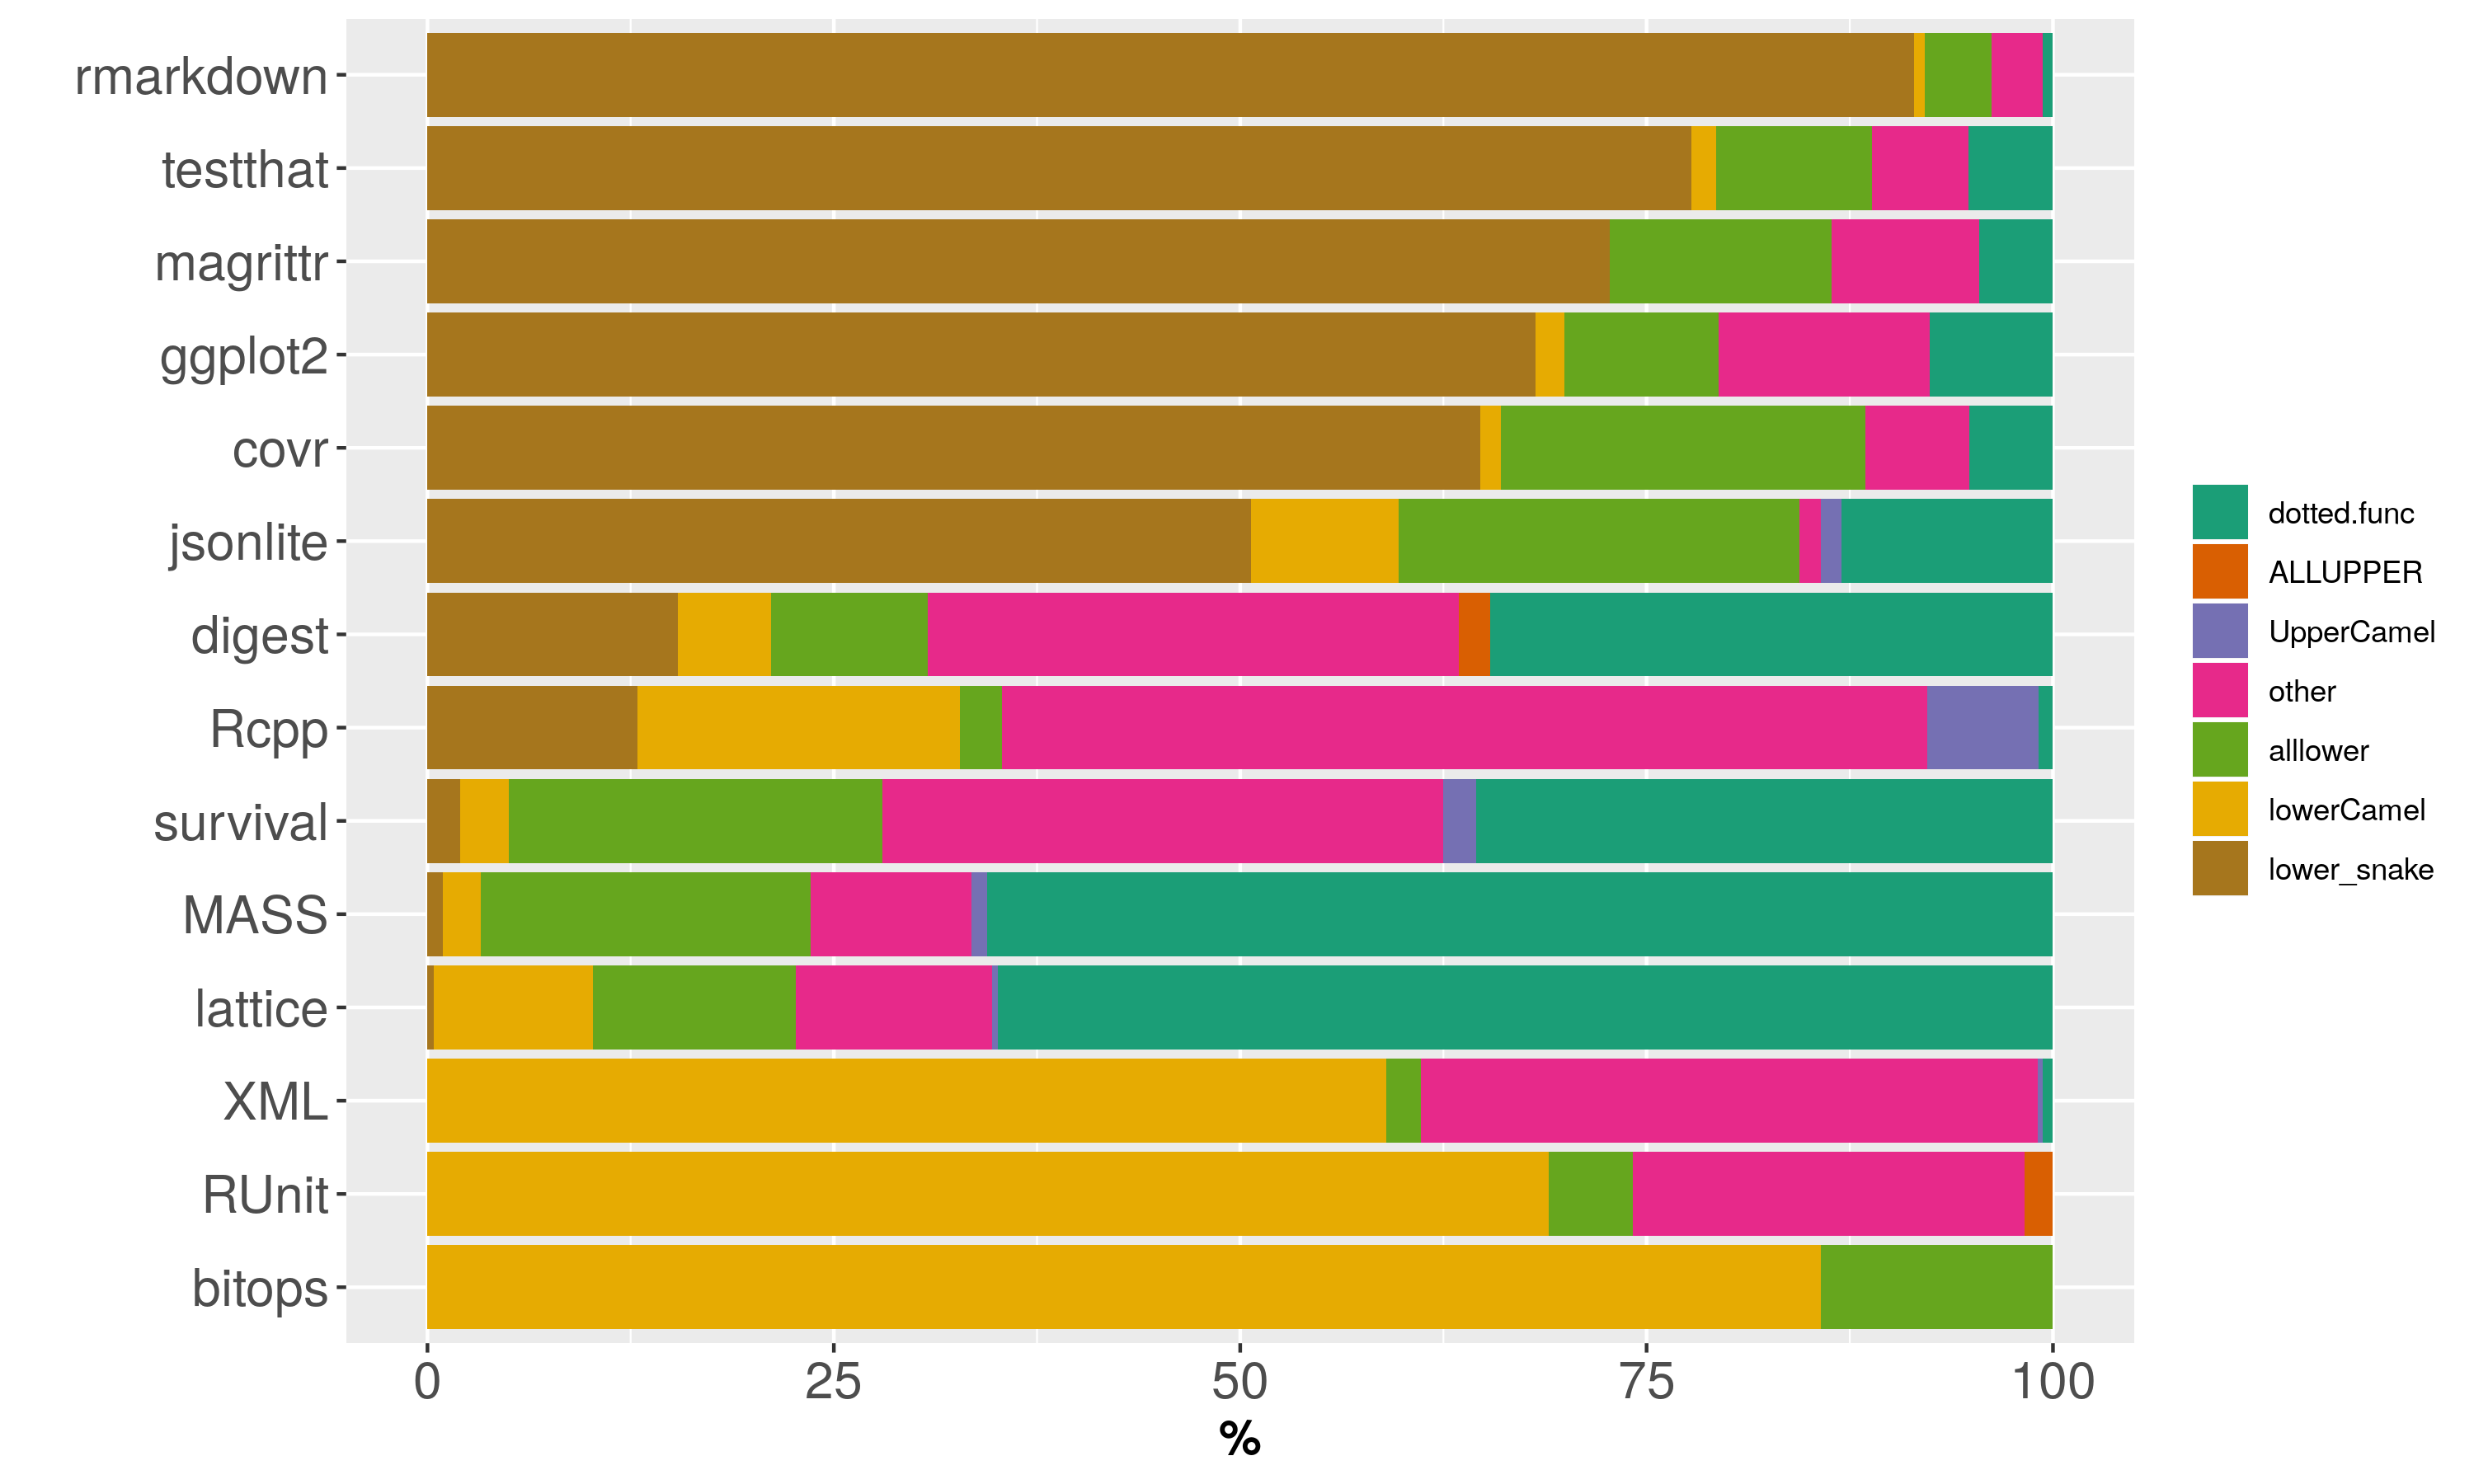 rmarkdown
testthat
magrittr
ggplot2
covr
jsonlite
digest
Rcpp
survival
MASS
lattice
XML
RUnit
bitops
0 25 50 75 100
%
dotted.func
ALLUPPER
UpperCamel
other
alllower
lowerCamel
lower_snake